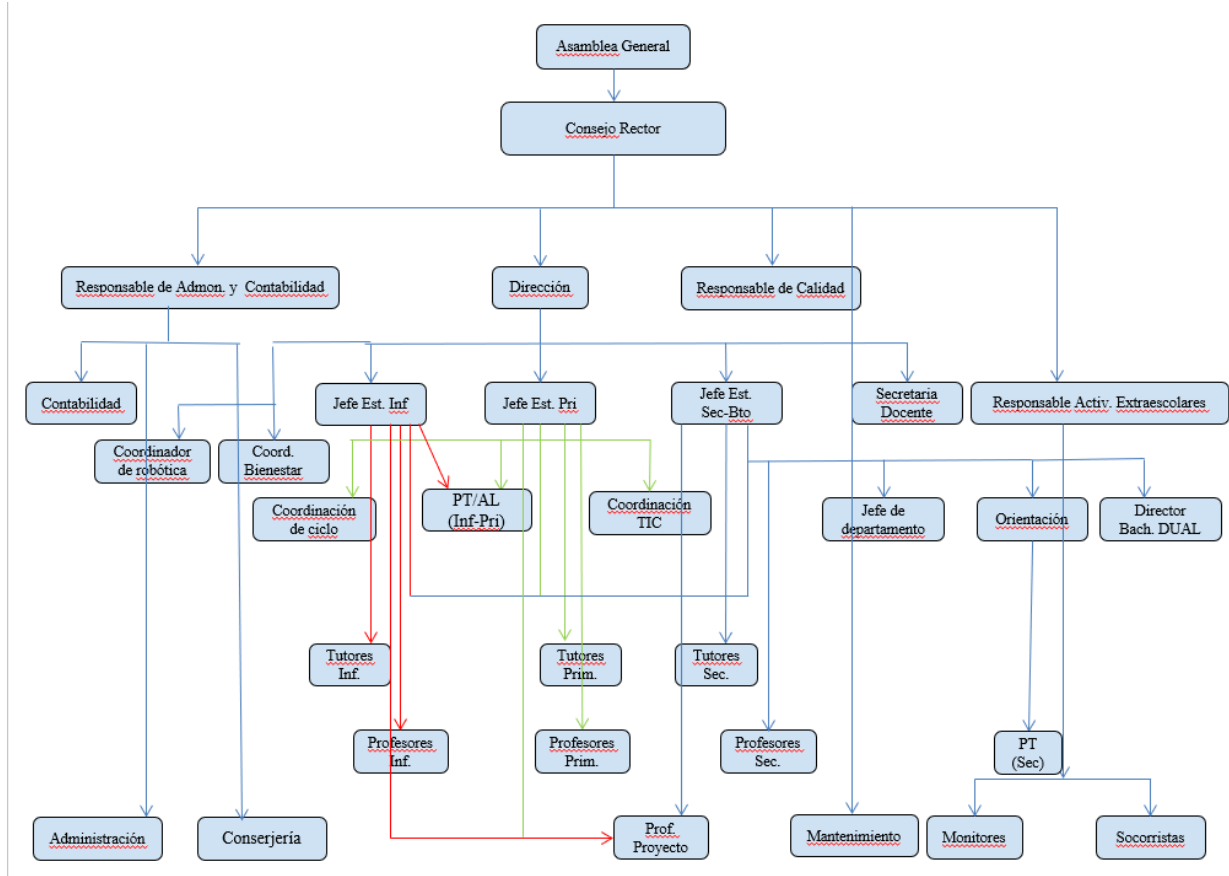 Asamblea General
Consejo Rector
Responsable de Admon. y Contabilidad
Dirección
Responsable de Calidad
Contabilidad
Jefe Est. Inf
Jefe Est. Pri
Jefe Est.
Sec-Bto
Secretaria
Docente
Responsable Activ. Extraescolares
Coordinador
de robótica
Coord.
Bienestar
Coordinación
de ciclo
PT/AL
(Inf-Pri)
Coordinación
TIC
Jefe de
departamento
Orientación
Director
Bach. DUAL
Tutores
Inf.
Tutores
Prim.
Tutores
Sec.
Profesores
Inf.
Profesores
Prim.
Profesores
Sec.
PT
(Sec)
Administración
Conserjería
Prof.
Proyecto
Mantenimiento
Monitores
Socorristas